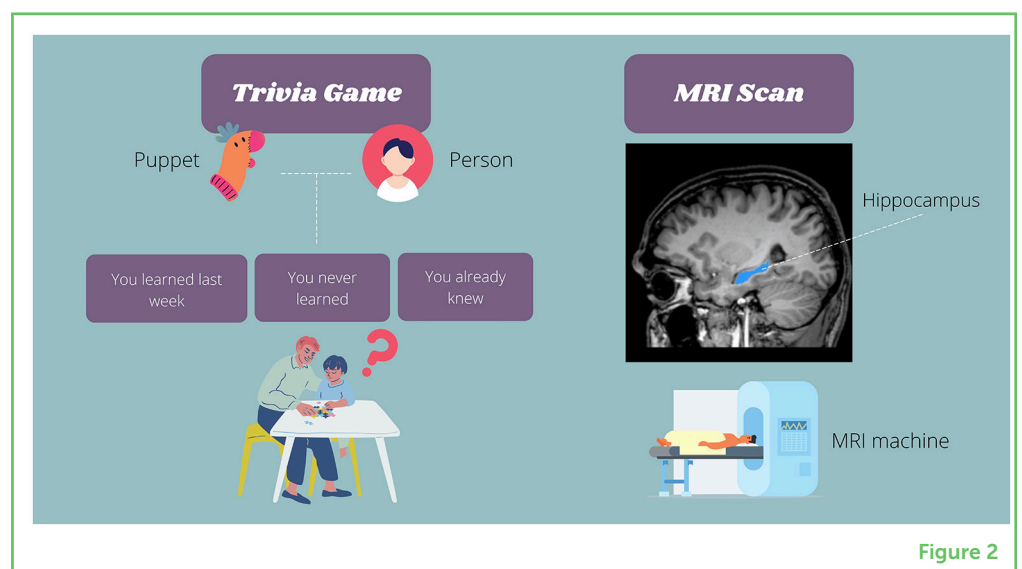 Trivia Game
Puppet
Person
You learned last
week
You never
learned
You already
knew
MRI Scan
Hippocampus
MRI machine
Figure 2